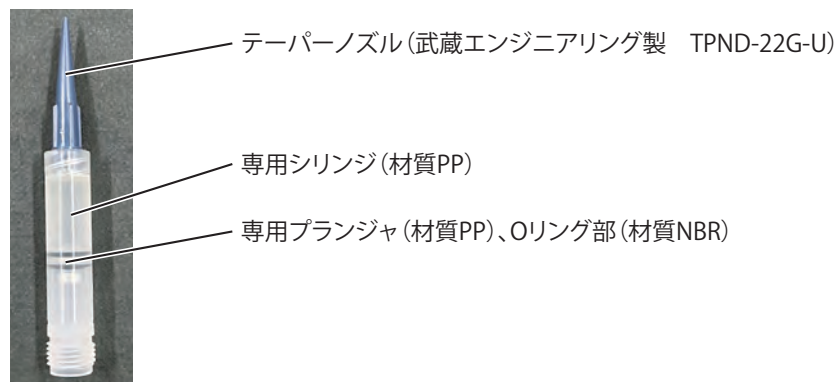 テーパーノズル（武蔵エンジニアリング製　TPND-22G-U）
専用シリンジ（材質PP）
専用プランジャ（材質PP）、Oリング部（材質NBR）